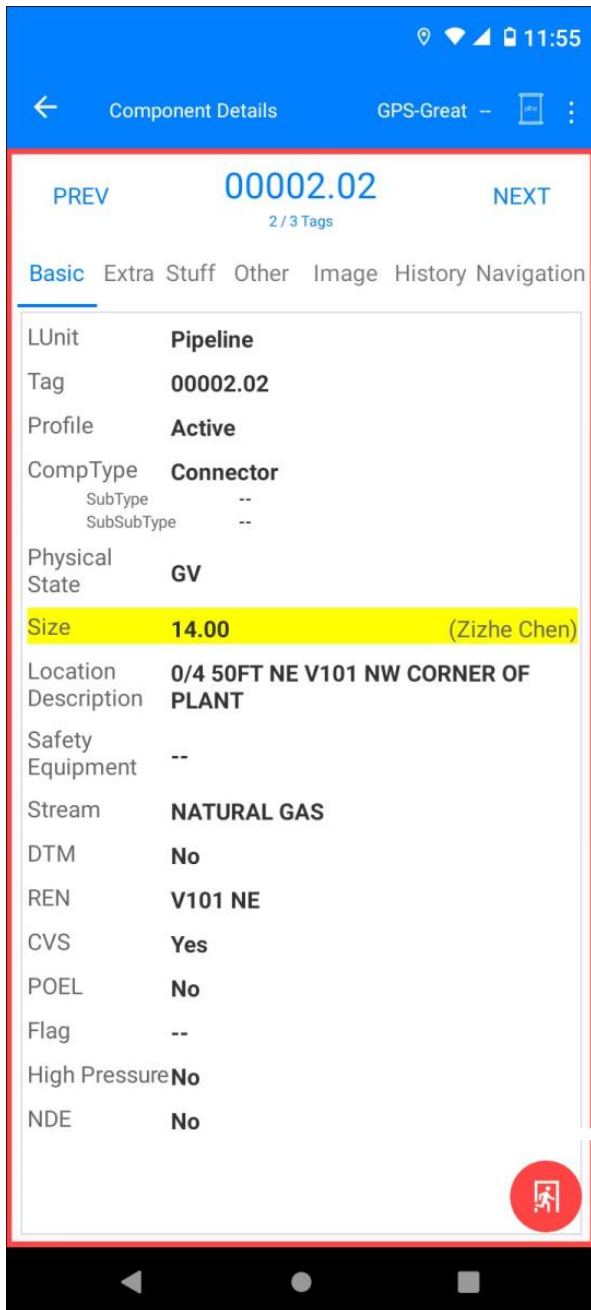 11:55
Component Details GPS-Great --
PREV 00002.02 NEXT
2 / 3 Tags
Basic Extra Stuff Other Image History Navigation
LUnit Pipeline
Tag 00002.02
Profile Active
CompType Connector
SubType --
SubSubType --
Physical
State GV
Size 14.00 (Zizhe Chen)
Location 0/4 50FT NE V101 NW CORNER OF
Description PLANT
Safety
Equipment --
Stream NATURAL GAS
DTM No
REN V101 NE
CVS Yes
POEL No
Flag --
High Pressure No
NDE No